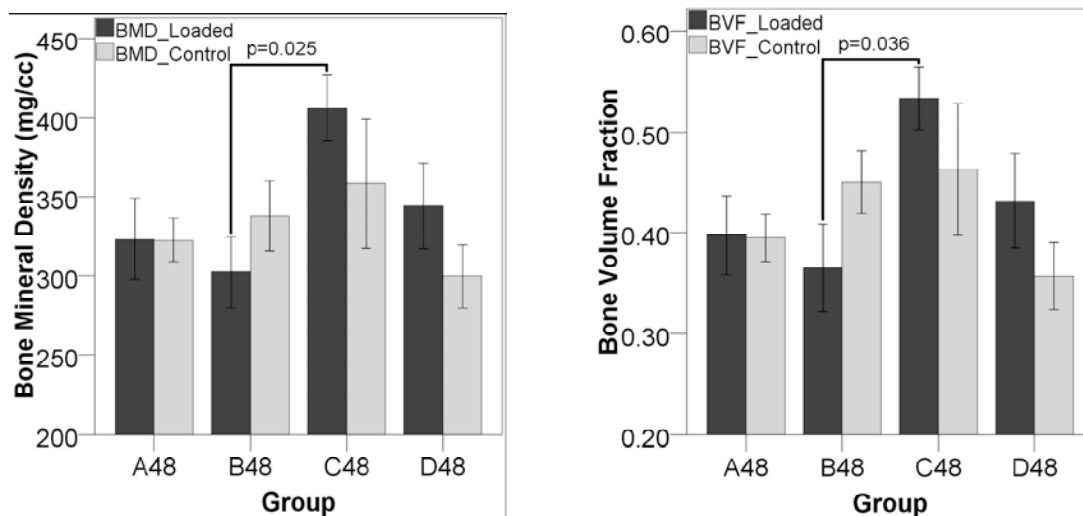 BMD_Loaded
BMD_Control
p=0.025
Bone Mineral Density (mg/cc)
450
400
350
300
250
200
A48 B48 C48 D48
Group
BVF_Loaded
BVF_Control
p=0.036
Bone Volume Fraction
0.60
0.50
0.40
0.30
0.20
A48 B48 C48 D48
Group